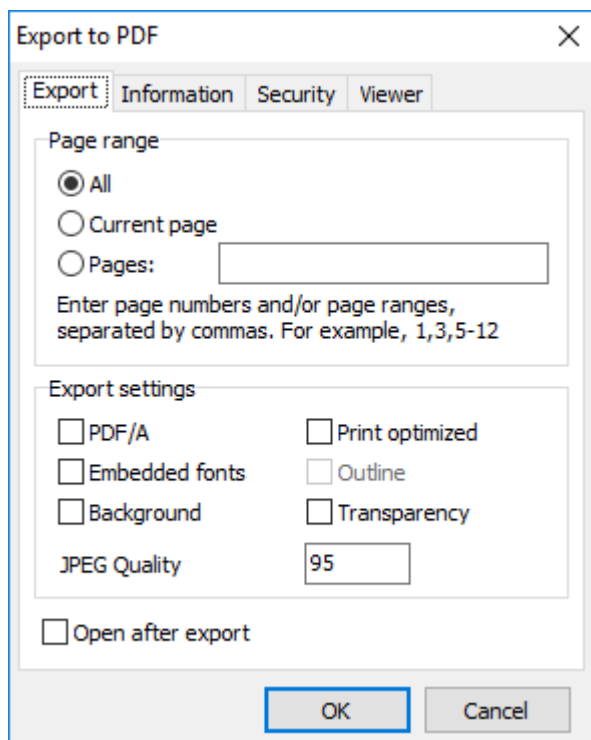 Export to PDF
Export Information Security Viewer
Page range
All
Current page
Pages:
Enter page numbers and/or page ranges,
separated by commas. For example, 1,3,5-12
Export settings
PDF/A Print optimized
Embedded fonts Outline
Background Transparency
JPEG Quality 95
Open after export
OK Cancel